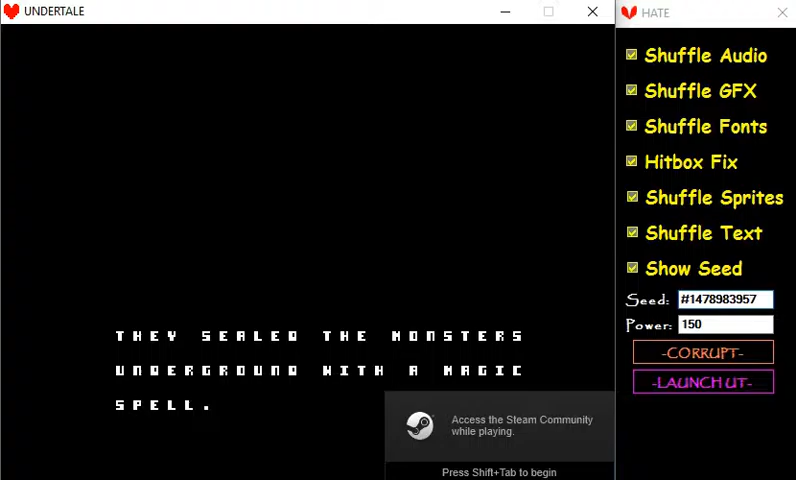 UNDERTALE
THEY SEALED THE MONSTERS
UNDERGROUND WITH A MAGIC
SPELL.
Access the Steam Community
while playing.
Press Shift+Tab to begin
HATE
Shuffle Audio
Shuffle GFX
Shuffle Fonts
Hitbox Fix
Shuffle Sprites
Shuffle Text
Show Seed
Seed: #1478983957
Power: 150
-CORRUPT-
-LAUNCH UT-